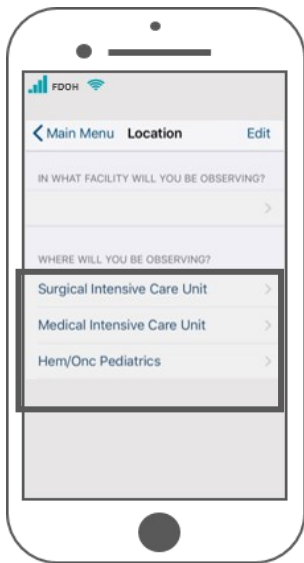 FDOH
Main Menu Location Edit
IN WHAT FACILITY WILL YOU BE OBSERVING?
WHERE WILL YOU BE OBSERVING?
Surgical Intensive Care Unit
Medical Intensive Care Unit
Hem/Onc Pediatrics